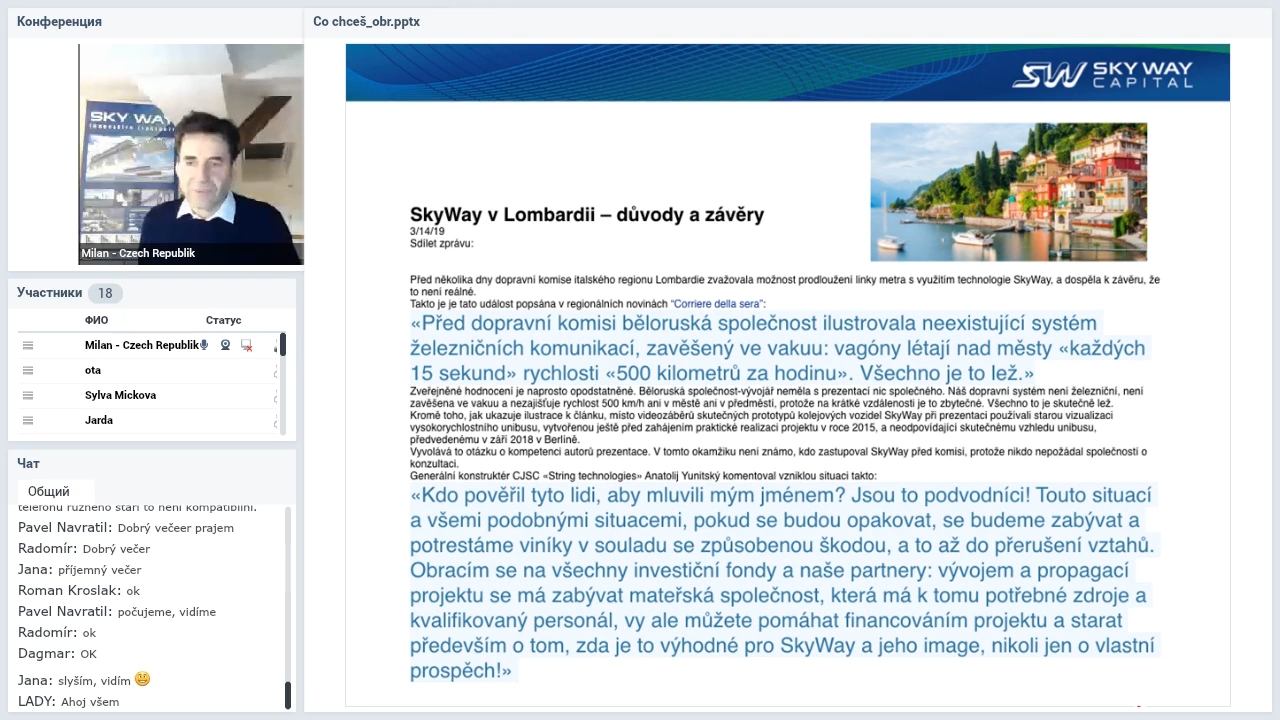 Конференция
SKY WAY
Milan - Czech Republik
Участники 18
ФИО Статус
Milan - Czech Republik
ota
Sylva Mickova
Jarda
Чат
Общий
telefonu různého stáří to není kompatibilní.
Pavel Navratil: Dobrý večeer prajem
Radomír: Dobrý večer
Jana: příjemný večer
Roman Kroslak: ok
Pavel Navratil: počujeme, vidíme
Radomír: ok
Dagmar: OK
Jana: slyším, vidím
LADY: Ahoj všem
Co chceš_obr.pptx
SW SKY WAY
CAPITAL
SkyWay v Lombardii – důvody a závěry
3/14/19
Sdílet zprávu:
Před několika dny dopravní komise italského regionu Lombardie zvažovala možnost prodloužení linky metra s využitím technologie SkyWay, a dospěla k závěru, že
to není reálné.
Takto je je tato událost popsána v regionálních novinách "Corriere della sera":
«Před dopravní komisi běloruská společnost ilustrovala neexistující systém
železničních komunikací, zavěšený ve vakuu: vagóny létají nad městy «každých
15 sekund» rychlosti «500 kilometrů za hodinu». Všechno je to lež.»
Zveřejněné hodnocení je naprosto opodstatněné. Běloruská společnost-vývojář neměla s prezentací nic společného. Náš dopravní systém není železniční, není
zavěšena ve vakuu a nezajišťuje rychlost 500 km/h ani v městě ani v předměstí, protože na krátké vzdálenosti je to zbytečné. Všechno to je skutečně lež.
Kromě toho, jak ukazuje ilustrace k článku, místo videozáběrů skutečných prototypů kolejových vozidel SkyWay při prezentaci používali starou vizualizaci
vysokorychlostního unibusu, vytvořenou ještě před zahájením praktické realizaci projektu v roce 2015, a neodpovídající skutečnému vzhledu unibusu,
předvedenému v září 2018 v Berlíně.
Vyvolává to otázku o kompetenci autorů prezentace. V tomto okamžiku není známo, kdo zastupoval SkyWay před komisí, protože nikdo nepožádal společnosti o
konzultaci.
Generální konstruktér CJSC «String technologies» Anatolij Yunitský komentoval vzniklou situaci takto:
«Kdo pověřil tyto lidi, aby mluvili mým jménem? Jsou to podvodníci! Touto situací
a všemi podobnými situacemi, pokud se budou opakovat, se budeme zabývat a
potrestáme viníky v souladu se způsobenou škodou, a to až do přerušení vztahů.
Obracím se na všechny investiční fondy a naše partnery: vývojem a propagací
projektu se má zabývat mateřská společnost, která má k tomu potřebné zdroje a
kvalifikovaný personál, vy ale můžete pomáhat financováním projektu a starat
především o tom, zda je to výhodné pro SkyWay a jeho image, nikoli jen o vlastní
prospěch!»